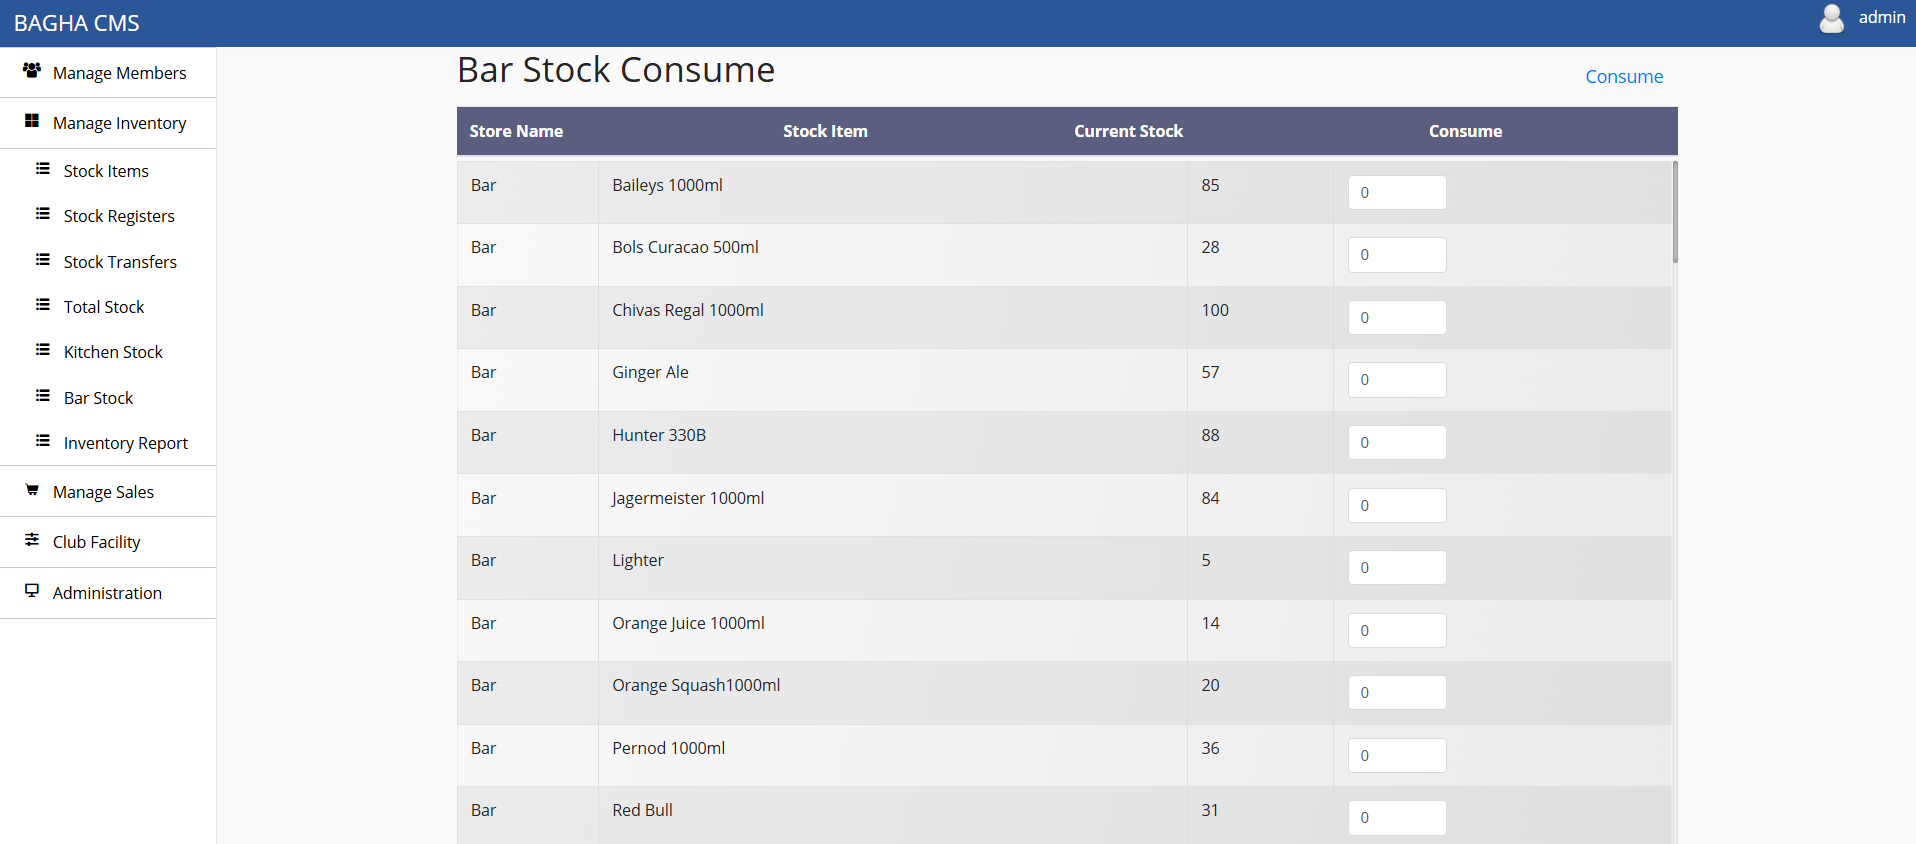 BAGHA CMS
admin
Manage Members
Manage Inventory
Stock Items
Stock Registers
Stock Transfers
Total Stock
Kitchen Stock
Bar Stock
Inventory Report
Manage Sales
Club Facility
Administration
Bar Stock Consume
Consume
Store Name Stock Item Current Stock Consume
Bar Baileys 1000ml 85 0
Bar Bols Curacao 500ml 28 0
Bar Chivas Regal 1000ml 100 0
Bar Ginger Ale 57 0
Bar Hunter 330B 88 0
Bar Jagermeister 1000ml 84 0
Bar Lighter 5 0
Bar Orange Juice 1000ml 14 0
Bar Orange Squash1000ml 20 0
Bar Pernod 1000ml 36 0
Bar Red Bull 31 0